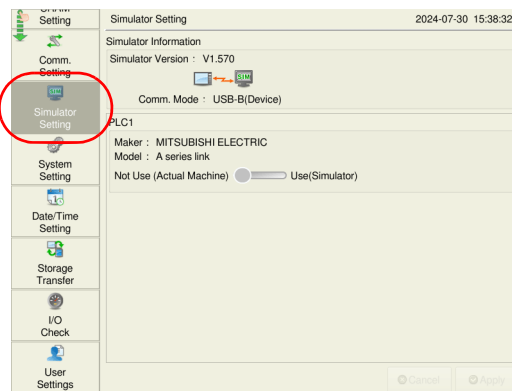 Setting
Simulator Setting
2024-07-30 15:38:32
Comm.
Setting
Simulator
Setting
System
Setting
Date/Time
Setting
Storage
Transfer
I/O
Check
User
Settings
Simulator Information
Simulator Version : V1.570
SIM
Comm. Mode : USB-B(Device)
PLC1
Maker : MITSUBISHI ELECTRIC
Model : A series link
Not Use (Actual Machine) Use(Simulator)
Cancel
Apply